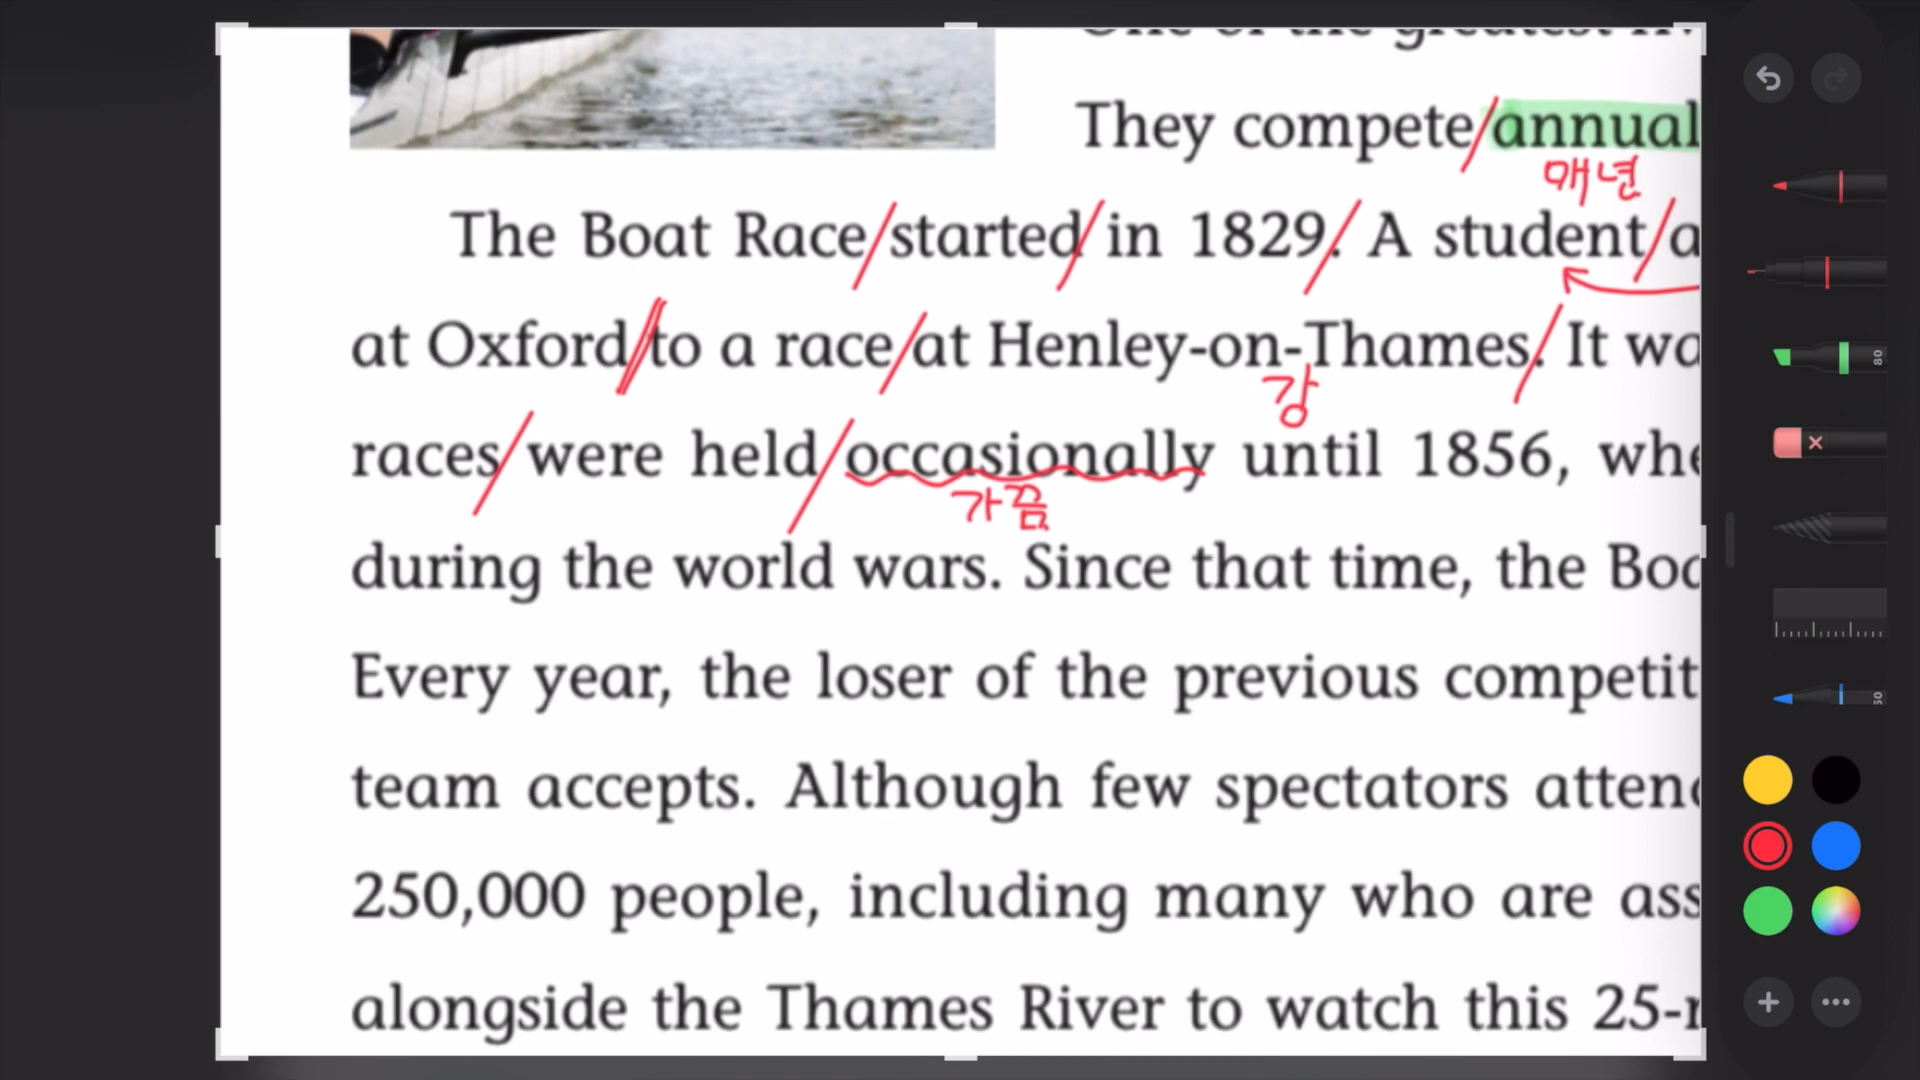 They compete annual
매년
The Boat Race started in 1829. A student a
at Oxford to a race at Henley-on-Thames. It wa
강
races were held occasionally until 1856, whe
가끔
during the world wars. Since that time, the Boa
Every year, the loser of the previous competit
team accepts. Although few spectators atten
250,000 people, including many who are ass
alongside the Thames River to watch this 25-
80
50